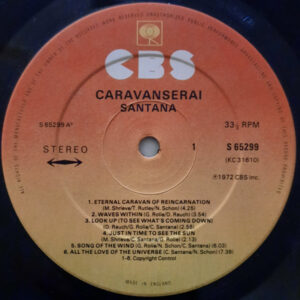 CBS
CARAVANSERAI
SANTANA
S 65299 A
33⅓ RPM
STEREO
1
S 65299
(KC 31610)
℗ 1972 CBS Inc.
1. ETERNAL CARAVAN OF REINCARNATION
(M. Shrieve/T. Rutley/N. Schon) 4.28
2. WAVES WITHIN (G. Rolie/D. Rauch) 3.54
3. LOOK UP (TO SEE WHAT'S COMING DOWN)
(D. Rauch/G. Rolie/C. Santana) 3.00
4. JUST IN TIME TO SEE THE SUN
(M. Shrieve/C. Santana/G. Rolie) 2.13
5. SONG OF THE WIND (G. Rolie/N. Schon/C. Santana) 6.03
6. ALL THE LOVE OF THE UNIVERSE (C. Santana/N. Schon) 7.36
1-6. Copyright Control
MADE IN ENGLAND